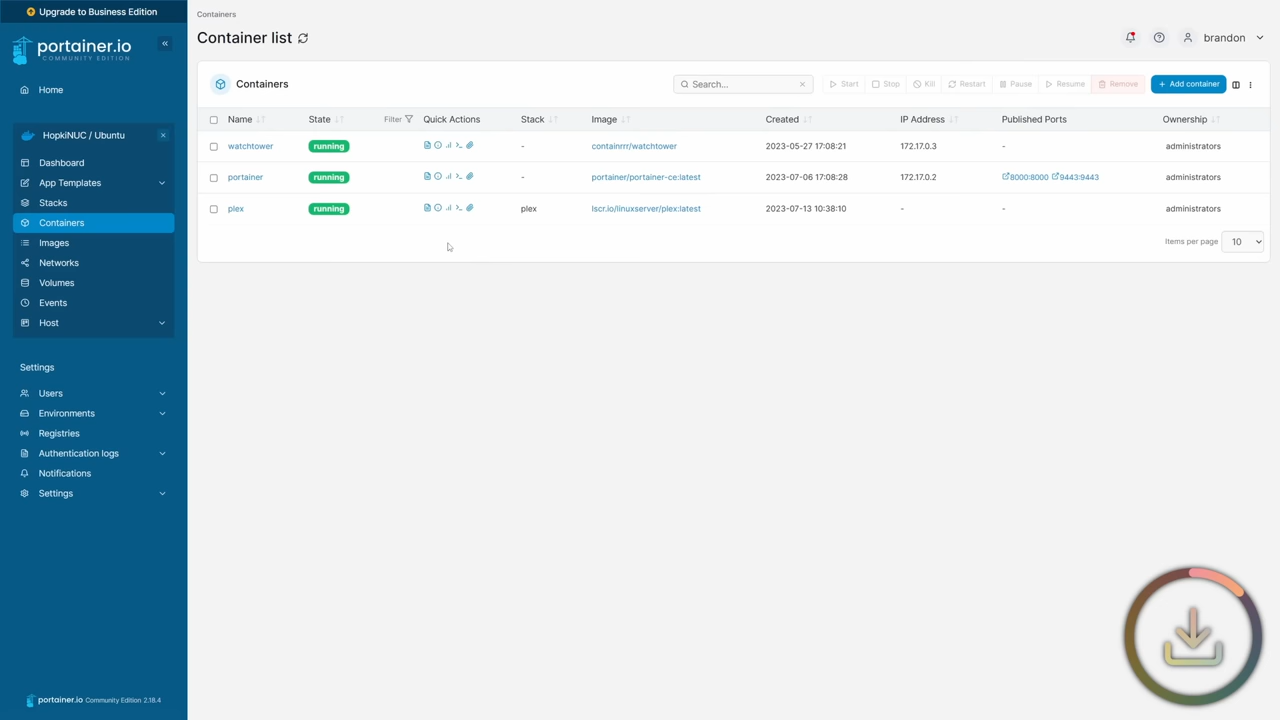 Upgrade to Business Edition
portainer.io
COMMUNITY EDITION
Home
HopkiNUC / Ubuntu
Dashboard
App Templates
Stacks
Containers
Images
Networks
Volumes
Events
Host
Settings
Users
Environments
Registries
Authentication logs
Notifications
Settings
portainer.io Community Edition 2.18.4
Containers
Container list
brandon
Containers
Search...
Start Stop Kill Restart Pause Resume Remove + Add container
Name State Filter Quick Actions Stack Image Created IP Address Published Ports Ownership
watchtower running - containrrr/watchtower 2023-05-27 17:08:21 172.17.0.3 - administrators
portainer running - portainer/portainer-ce:latest 2023-07-06 17:08:28 172.17.0.2 8000:8000 9443:9443 administrators
plex running plex lscr.io/linuxserver/plex:latest 2023-07-13 10:38:10 - - administrators
Items per page 10